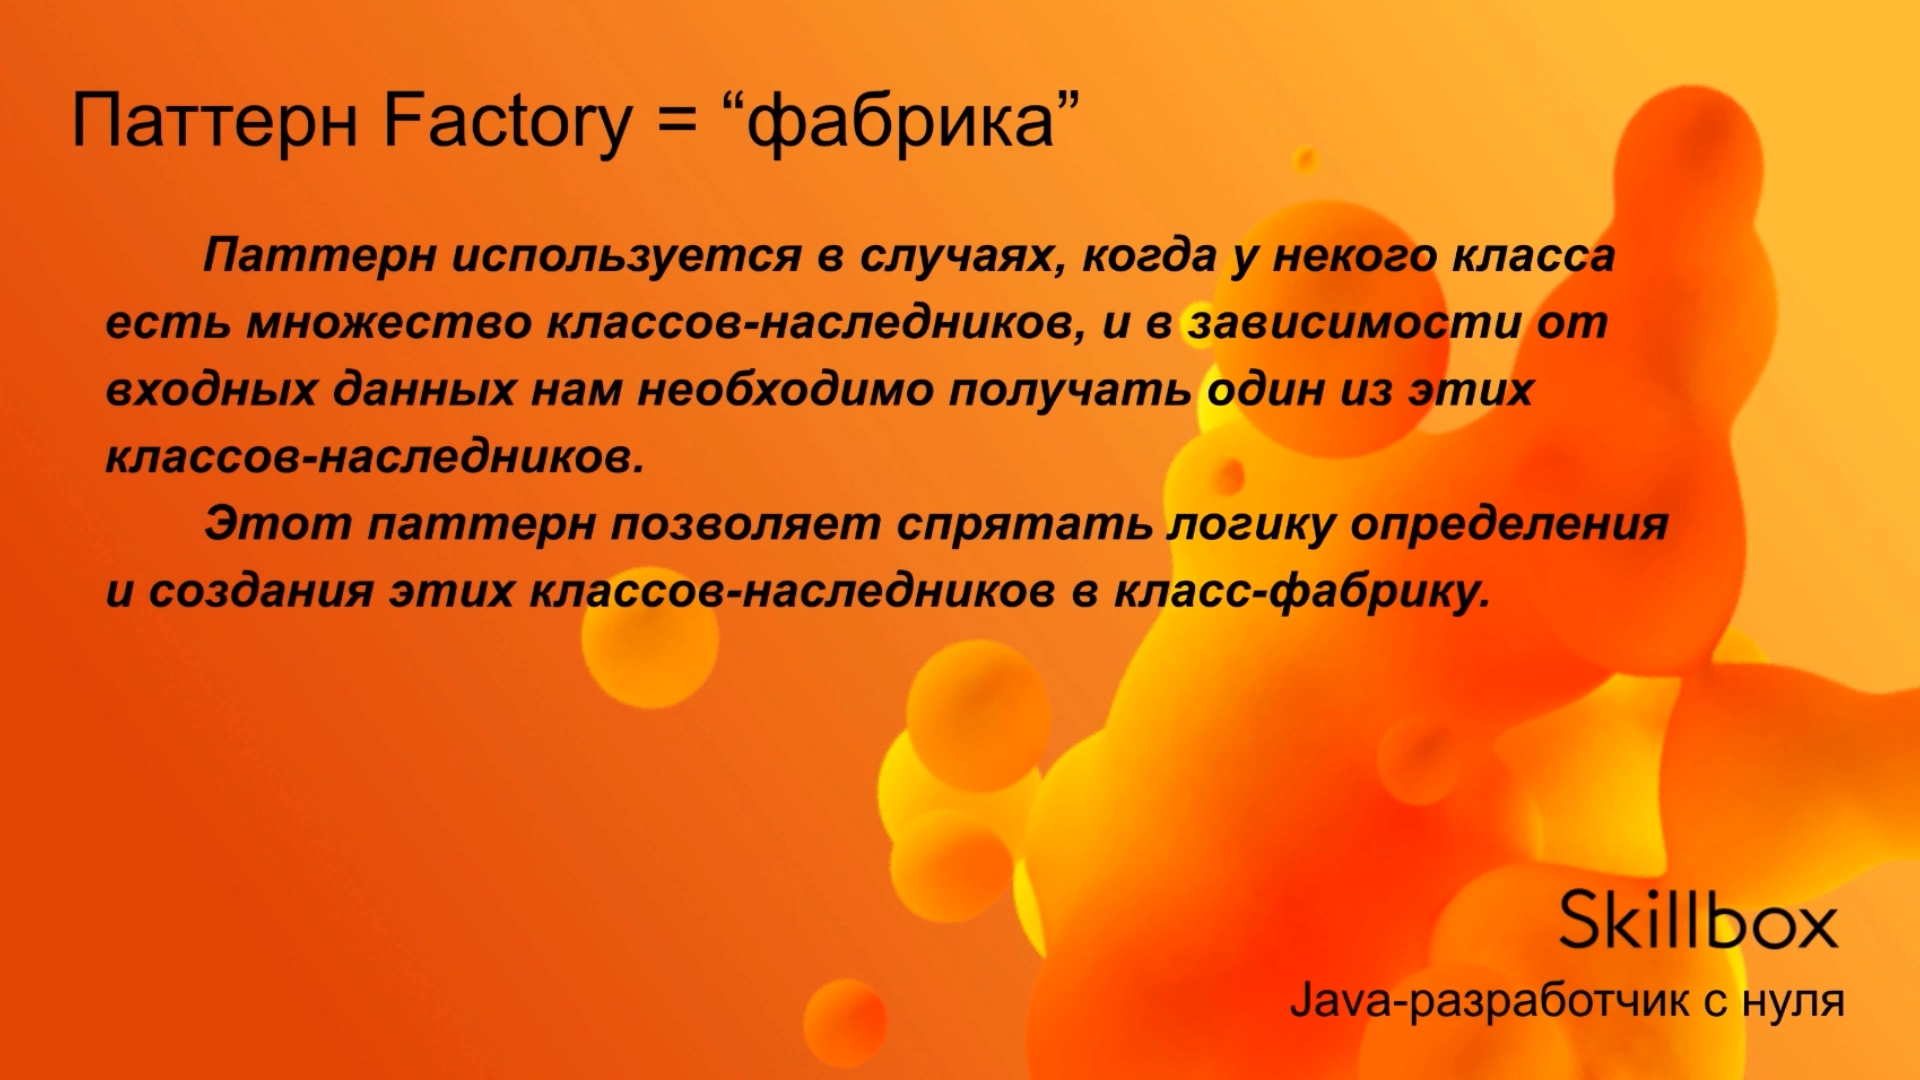 Паттерн Factory = “фабрика”
Паттерн используется в случаях, когда у некого класса
есть множество классов-наследников, и в зависимости от
входных данных нам необходимо получать один из этих
классов-наследников.
Этот паттерн позволяет спрятать логику определения
и создания этих классов-наследников в класс-фабрику.
Skillbox
Java-разработчик с нуля